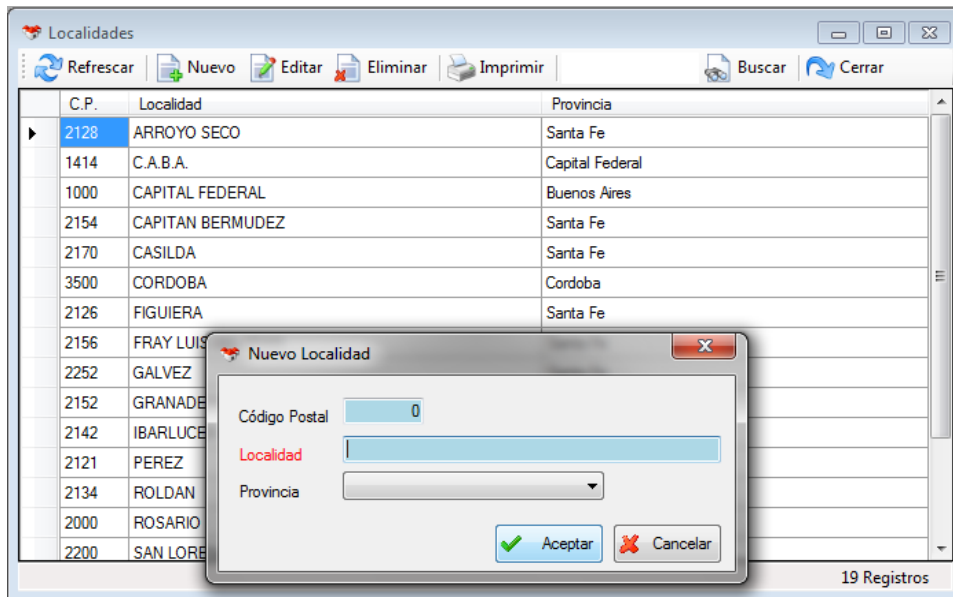 Localidades
Refrescar Nuevo Editar Eliminar Imprimir Buscar Cerrar
C.P. Localidad Provincia
2128 ARROYO SECO Santa Fe
1414 C.A.B.A. Capital Federal
1000 CAPITAL FEDERAL Buenos Aires
2154 CAPITAN BERMUDEZ Santa Fe
2170 CASILDA Santa Fe
3500 CORDOBA Cordoba
2126 FIGUIERA Santa Fe
2156 FRAY LUIS
2252 GALVEZ
2152 GRANADE
2142 IBARLUCE
2121 PEREZ
2134 ROLDAN
2000 ROSARIO
2200 SAN LORE
Nuevo Localidad
Código Postal 0
Localidad
Provincia
Aceptar Cancelar
19 Registros